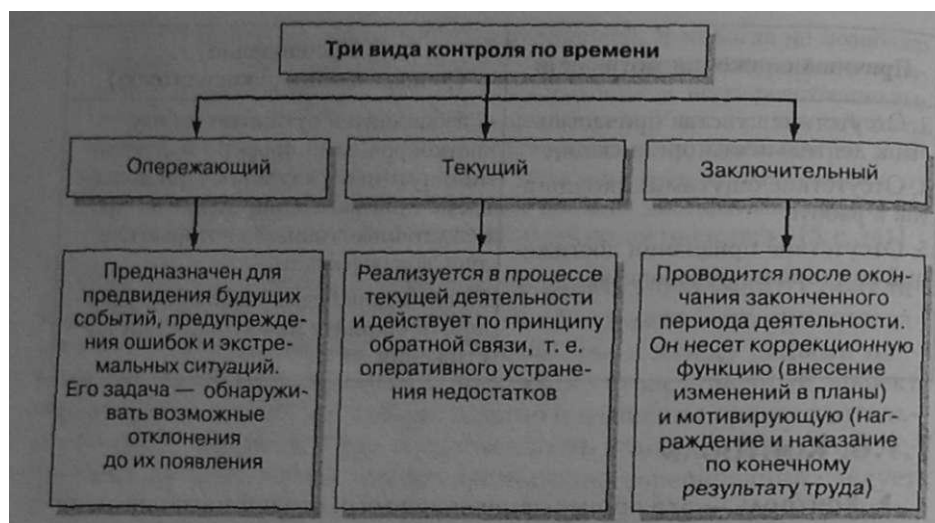 Три вида контроля по времени
Опережающий
Текущий
Заключительный
Предназначен для
предвидения будущих
событий, предупрежде-
ния ошибок и экстре-
мальных ситуаций.
Его задача — обнаружи-
вать возможные
отклонения
до их появления
Реализуется в процессе
текущей деятельности
и действует по принципу
обратной связи, т. е.
оперативного устране-
ния недостатков
Проводится после окон-
чания законченного
периода деятельности.
Он несет коррекционную
функцию (внесение
изменений в планы)
и мотивирующую (наг-
раждение и наказание
по конечному
результату труда)